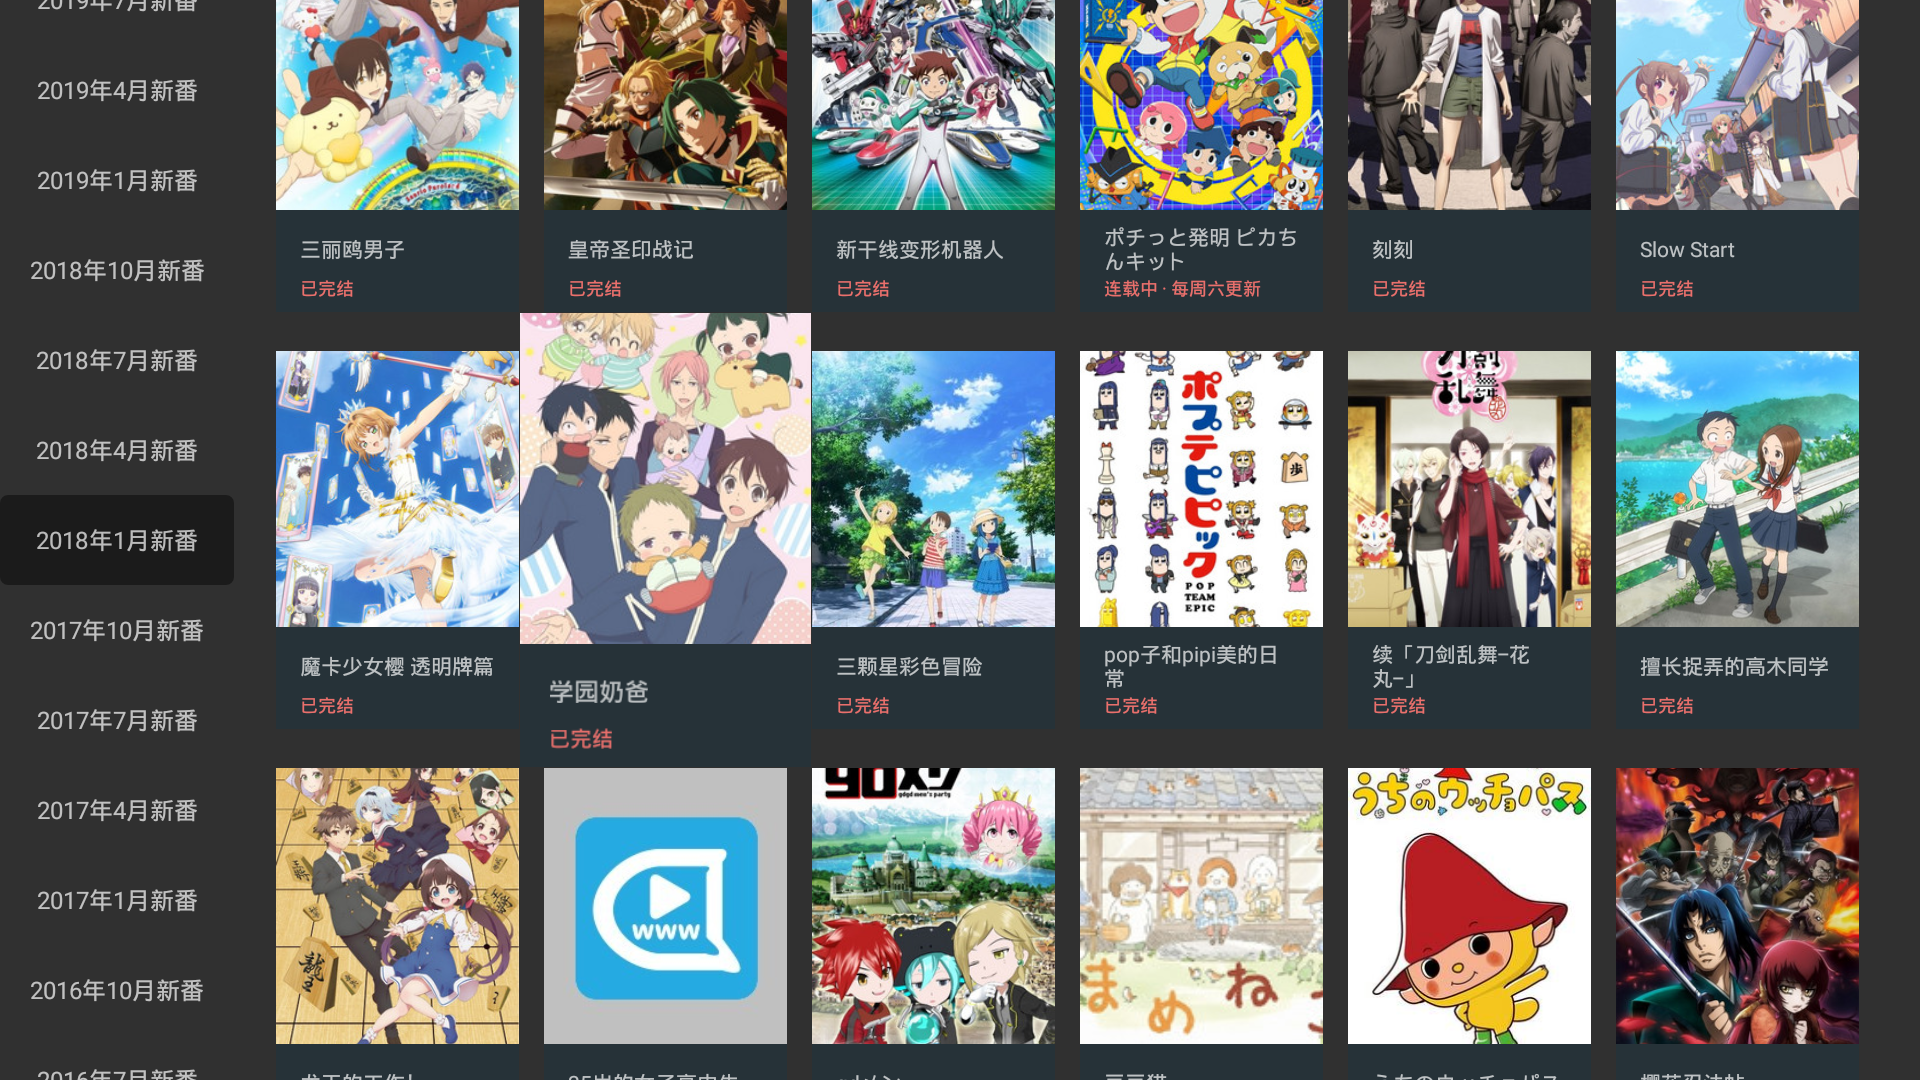 2019年7月新番
2019年4月新番
2019年1月新番
2018年10月新番
2018年7月新番
2018年4月新番
2018年1月新番
2017年10月新番
2017年7月新番
2017年4月新番
2017年1月新番
2016年10月新番
2016年7月新番
三丽鸥男子
已完结
皇帝圣印战记
已完结
新干线变形机器人
已完结
ポチっと発明 ピカち
んキット
连载中 · 每周六更新
刻刻
已完结
Slow Start
已完结
魔卡少女樱 透明牌篇
已完结
学园奶爸
已完结
三颗星彩色冒险
已完结
ポプテピピック
POP
TEAM
EPIC
歩
pop子和pipi美的日
常
已完结
刀剣
乱舞
续「刀剑乱舞-花
丸-」
已完结
擅长捉弄的高木同学
已完结
龍王
www
gdgd men's party
まめね
うちのウッチョパス